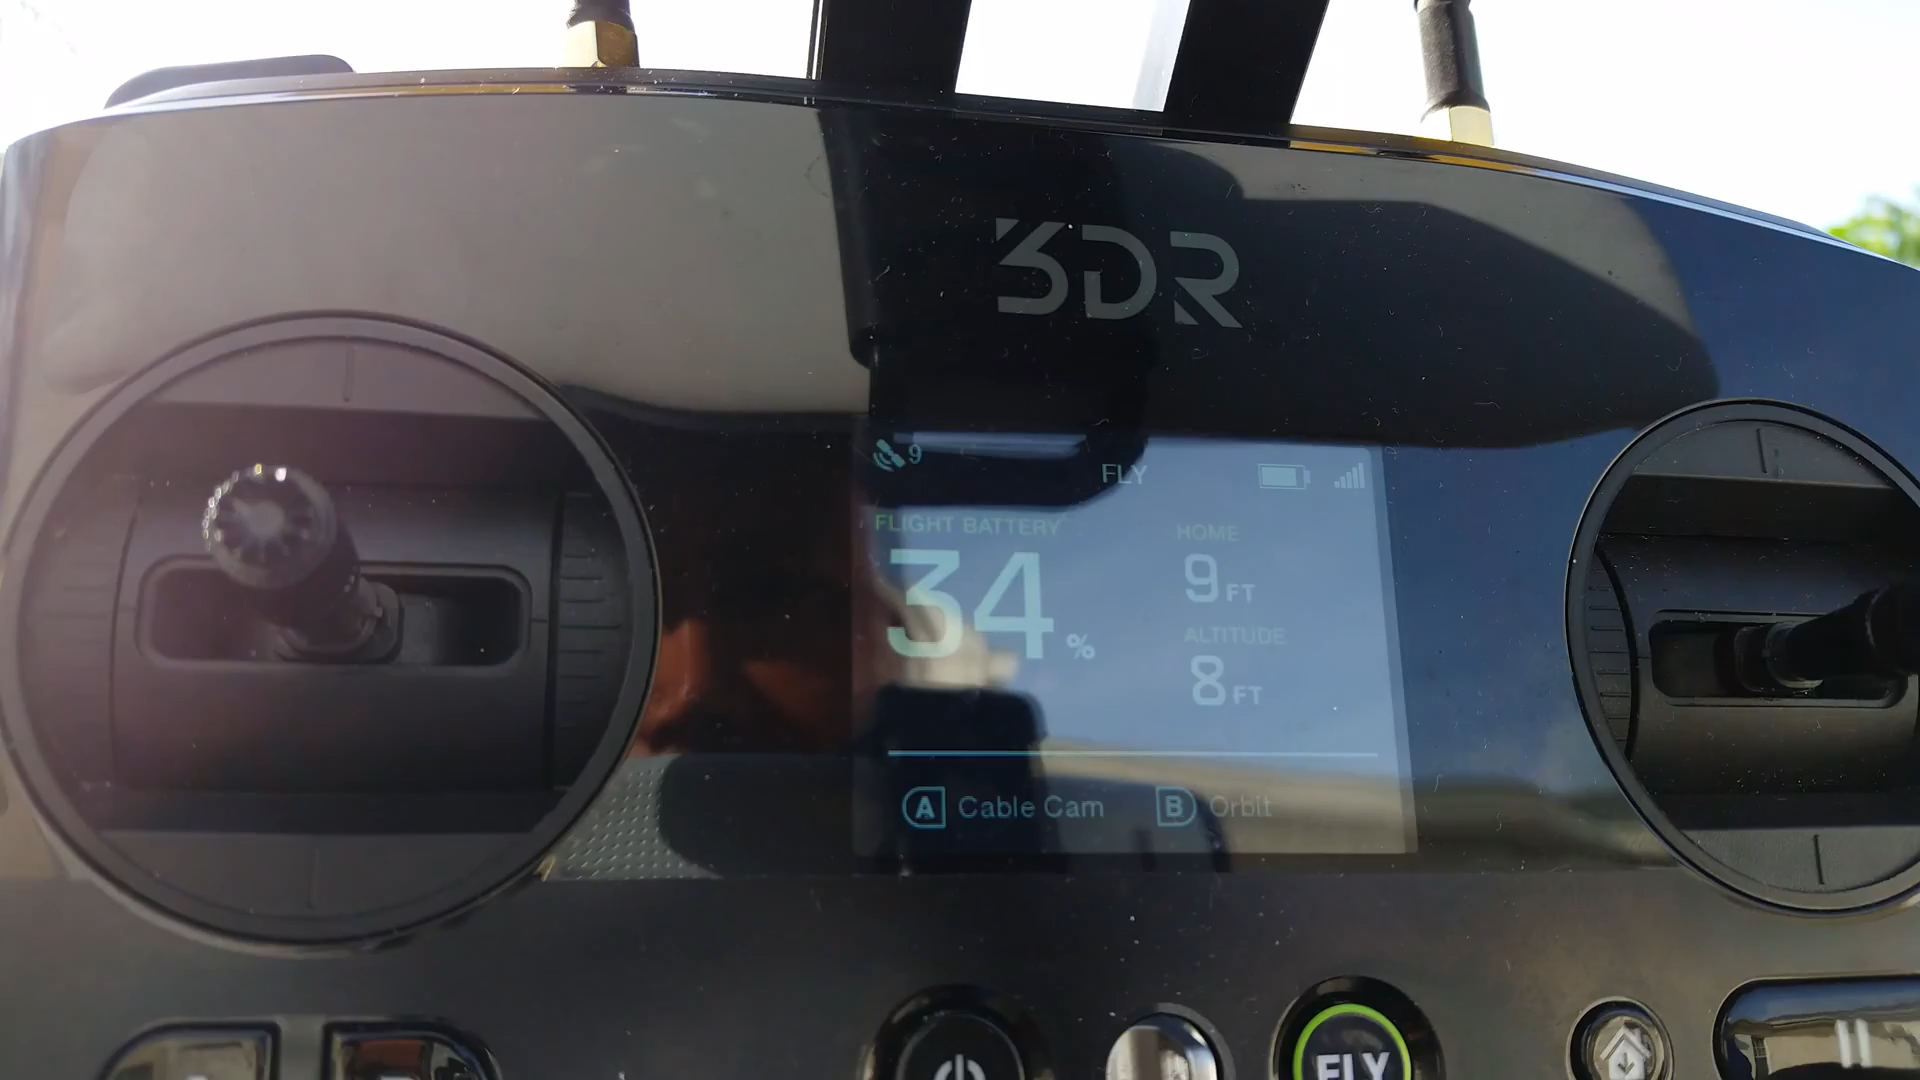 3DR
9
FLY
FLIGHT BATTERY
34 %
HOME
9 FT
ALTITUDE
8 FT
A Cable Cam B Orbit
FLY